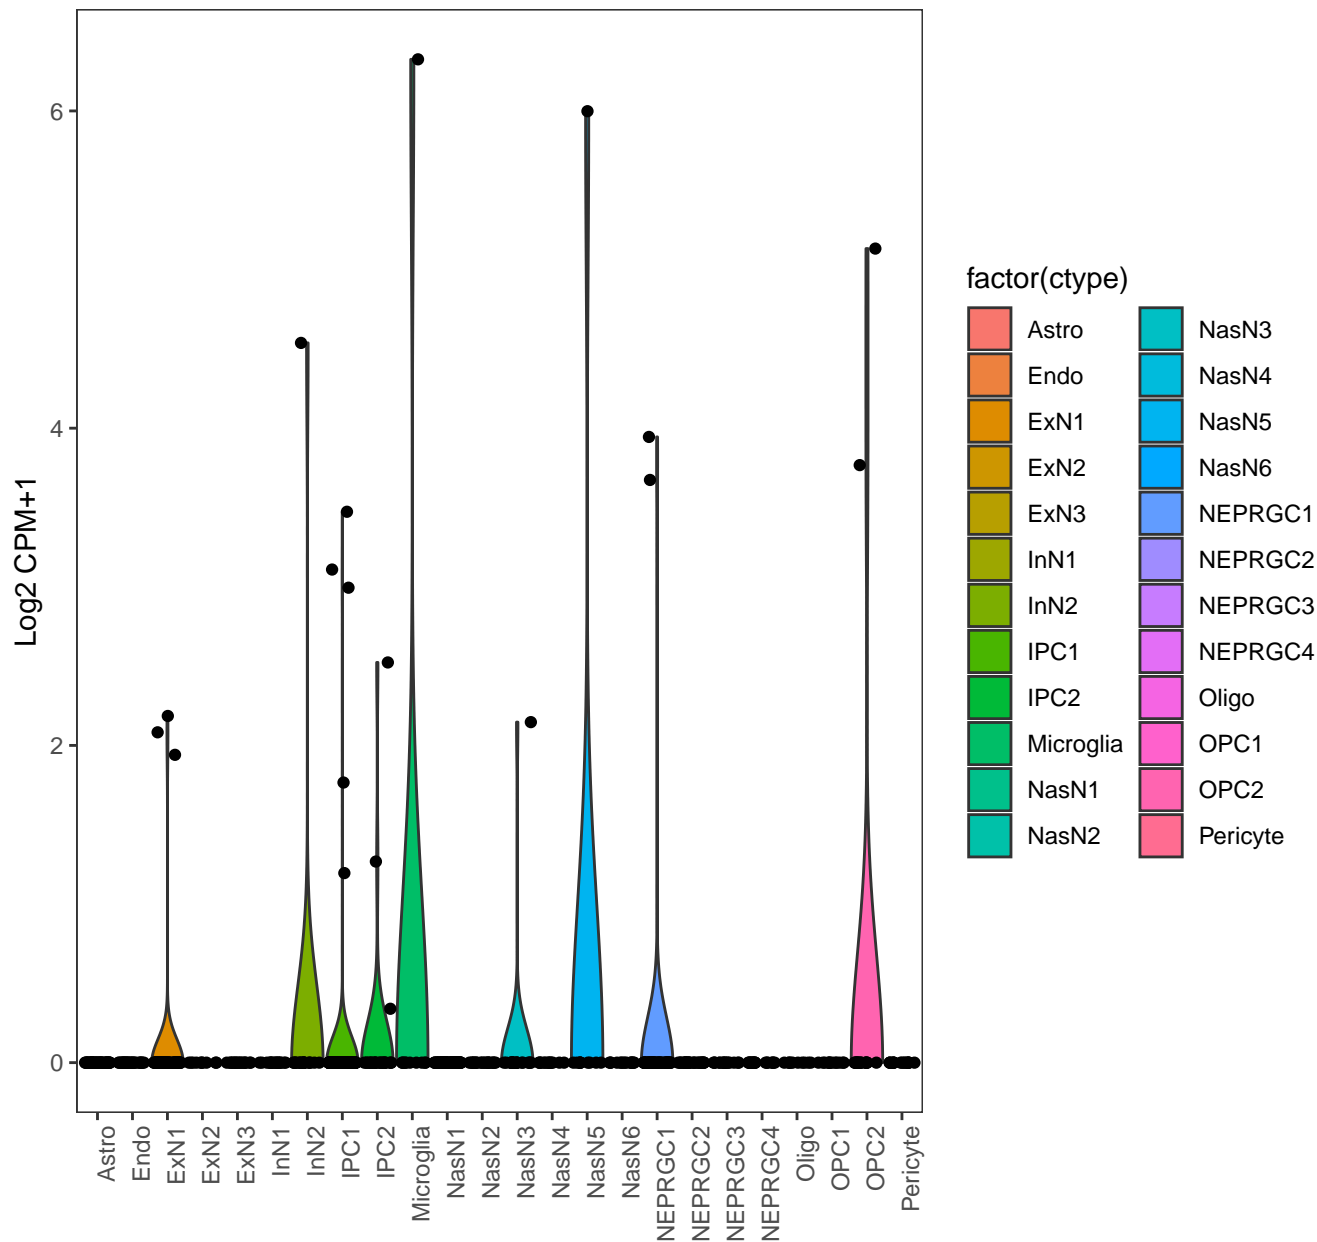 6
4
2
0
Log2 CPM+1
Astro
Endo
ExN1
ExN2
ExN3
InN1
InN2
IPC1
IPC2
Microglia
NasN1
NasN2
NasN3
NasN4
NasN5
NasN6
NEPRGC1
NEPRGC2
NEPRGC3
NEPRGC4
Oligo
OPC1
OPC2
Pericyte
factor(ctype)
Astro
Endo
ExN1
ExN2
ExN3
InN1
InN2
IPC1
IPC2
Microglia
NasN1
NasN2
NasN3
NasN4
NasN5
NasN6
NEPRGC1
NEPRGC2
NEPRGC3
NEPRGC4
Oligo
OPC1
OPC2
Pericyte